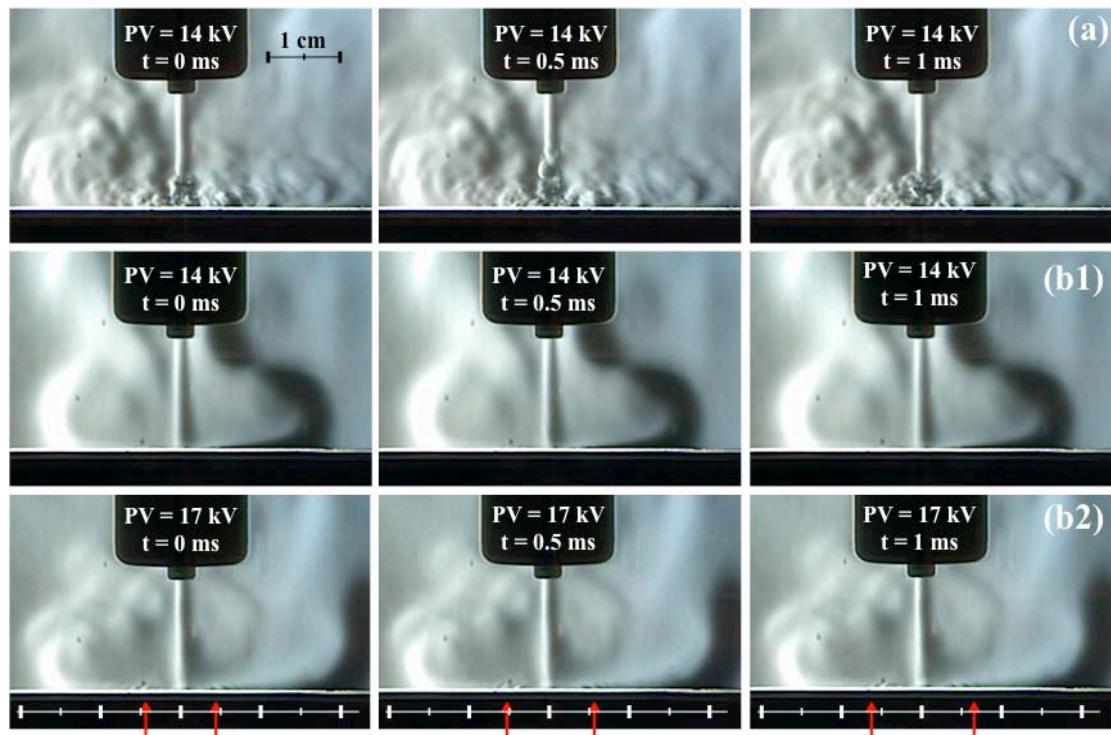 PV = 14 kV
t = 0 ms
1 cm
PV = 14 kV
t = 0.5 ms
PV = 14 kV
t = 1 ms
(a)
PV = 14 kV
t = 0 ms
PV = 14 kV
t = 0.5 ms
PV = 14 kV
t = 1 ms
(b1)
PV = 17 kV
t = 0 ms
PV = 17 kV
t = 0.5 ms
PV = 17 kV
t = 1 ms
(b2)